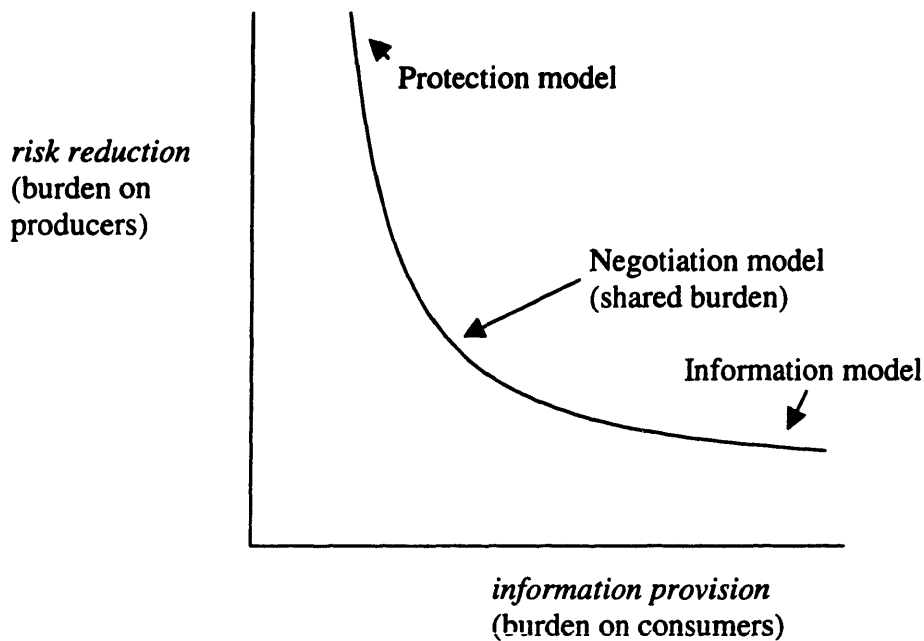 Protection model
risk reduction
(burden on
producers)
Negotiation model
(shared burden)
Information model
information provision
(burden on consumers)